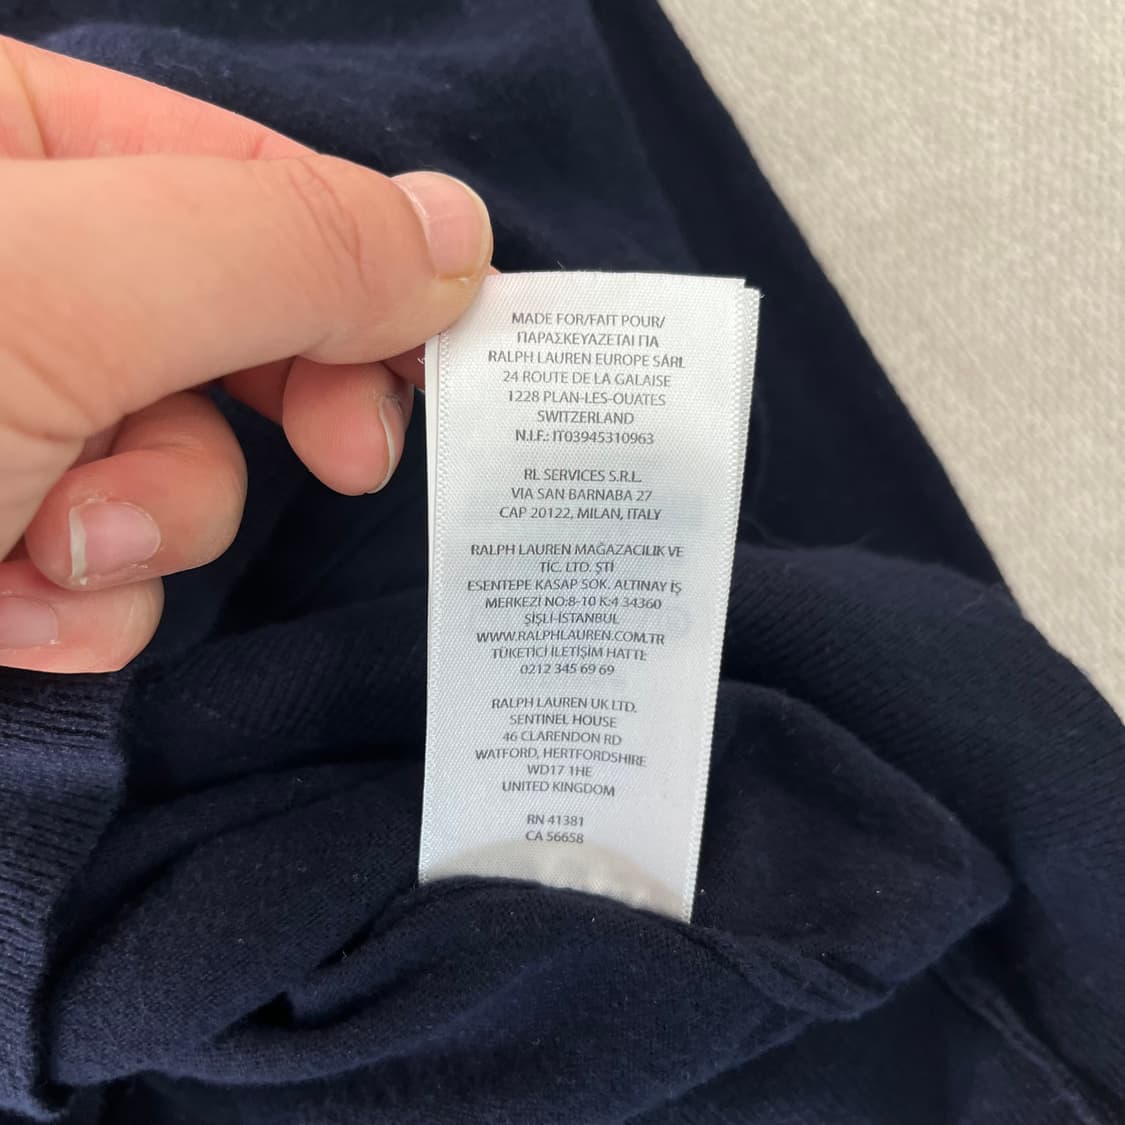 MADE FOR/FAIT POUR/
ΠΑΡΑΣΚΕΥΑΖΕΤΑΙ ΓΙΑ
RALPH LAUREN EUROPE SÁRL
24 ROUTE DE LA GALAISE
1228 PLAN-LES-OUATES
SWITZERLAND
N.I.F.: IT03945310963
RL SERVICES S.R.L.
VIA SAN BARNABA 27
CAP 20122, MILAN, ITALY
RALPH LAUREN MAĞAZACILIK VE
TİC. LTD. ŞTİ
ESENTEPE KASAP SOK. ALTINAY İŞ
MERKEZI NO:8-10 K:4 34360
ŞİŞLİ-İSTANBUL
WWW.RALPHLAUREN.COM.TR
TÜKETİCİ İLETİŞİM HATTE
0212 345 69 69
RALPH LAUREN UK LTD.
SENTINEL HOUSE
46 CLARENDON RD
WATFORD, HERTFORDSHIRE
WD17 1HE
UNITED KINGDOM
RN 41381
CA 56658